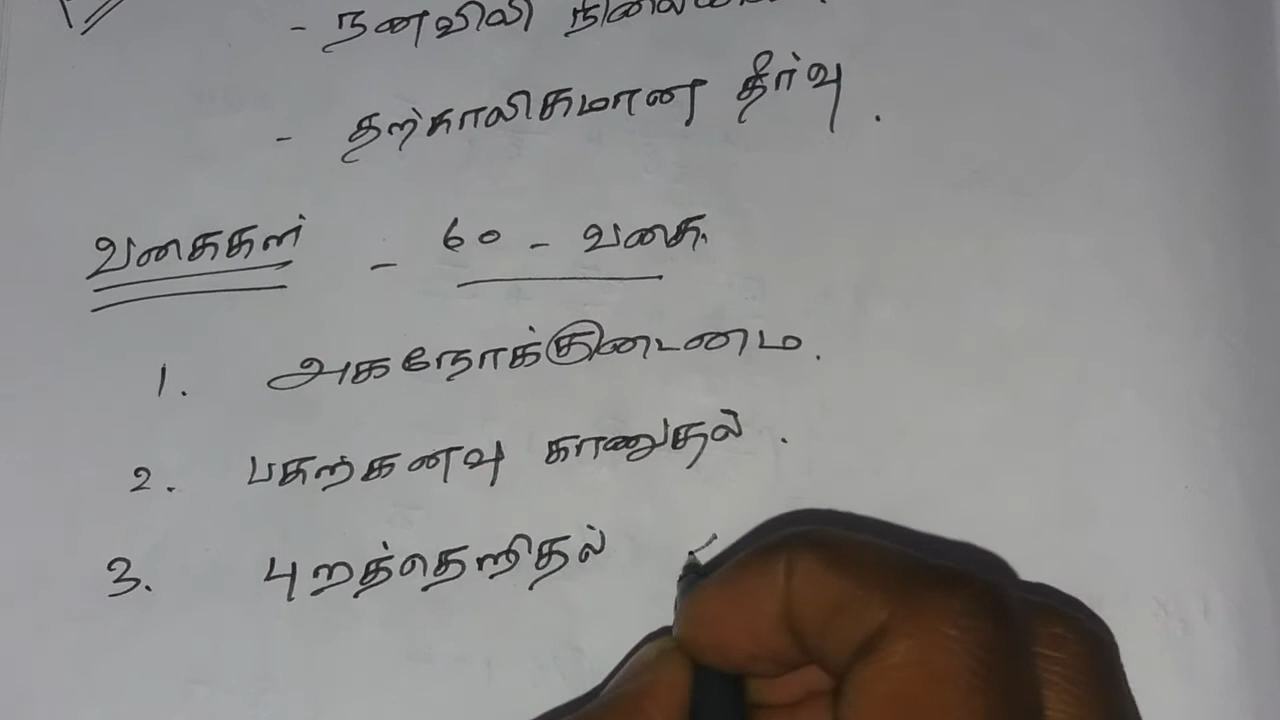 - நனவிலி
- தற்காலிகமான தீர்வு.
வகைகள் - 60 - வகை.
1. அகநோக்குடைமை.
2. பகற்கனவு காணுதல்.
3. புறத்தெறிதல்